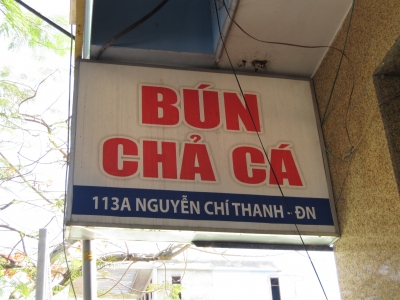 BÚN
CHẢ CÁ
113A NGUYỄN CHÍ THANH - ĐN